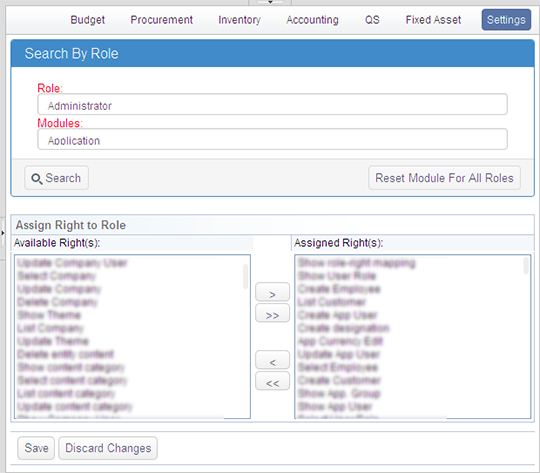 Budget Procurement Inventory Accounting QS Fixed Asset Settings
Search By Role
Role:
Administrator
Modules:
Application
Search Reset Module For All Roles
Assign Right to Role
Available Right(s): Assigned Right(s):
Update Company User Show role-right mapping
Select Company Show User Role
Update Company Create Employee
Delete Company List Customer
Show Theme Create App User
List Company Create designation
Update Theme App Currency Edit
Delete entity content Update App User
Show content category Select Employee
Select content category Create Customer
List content category Show App. Group
Update content category Show App User
>
>>
<
<<
Save Discard Changes